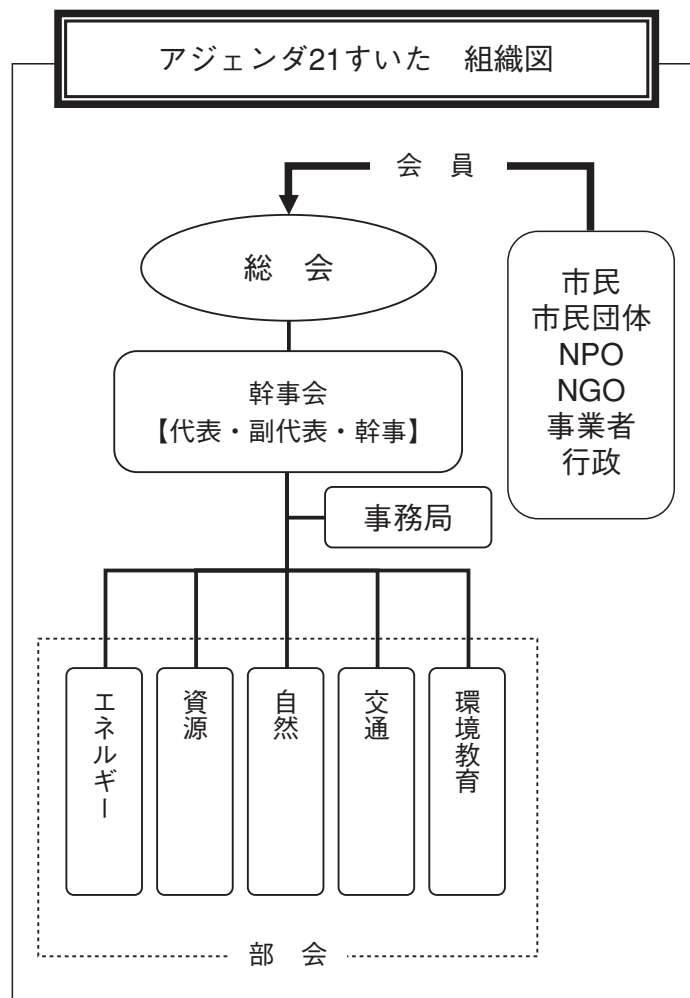 アジェンダ21すいた　組織図
会　員
総　会
市民
市民団体
NPO
NGO
事業者
行政
幹事会
【代表・副代表・幹事】
事務局
エネルギー
資源
自然
交通
環境教育
部　会